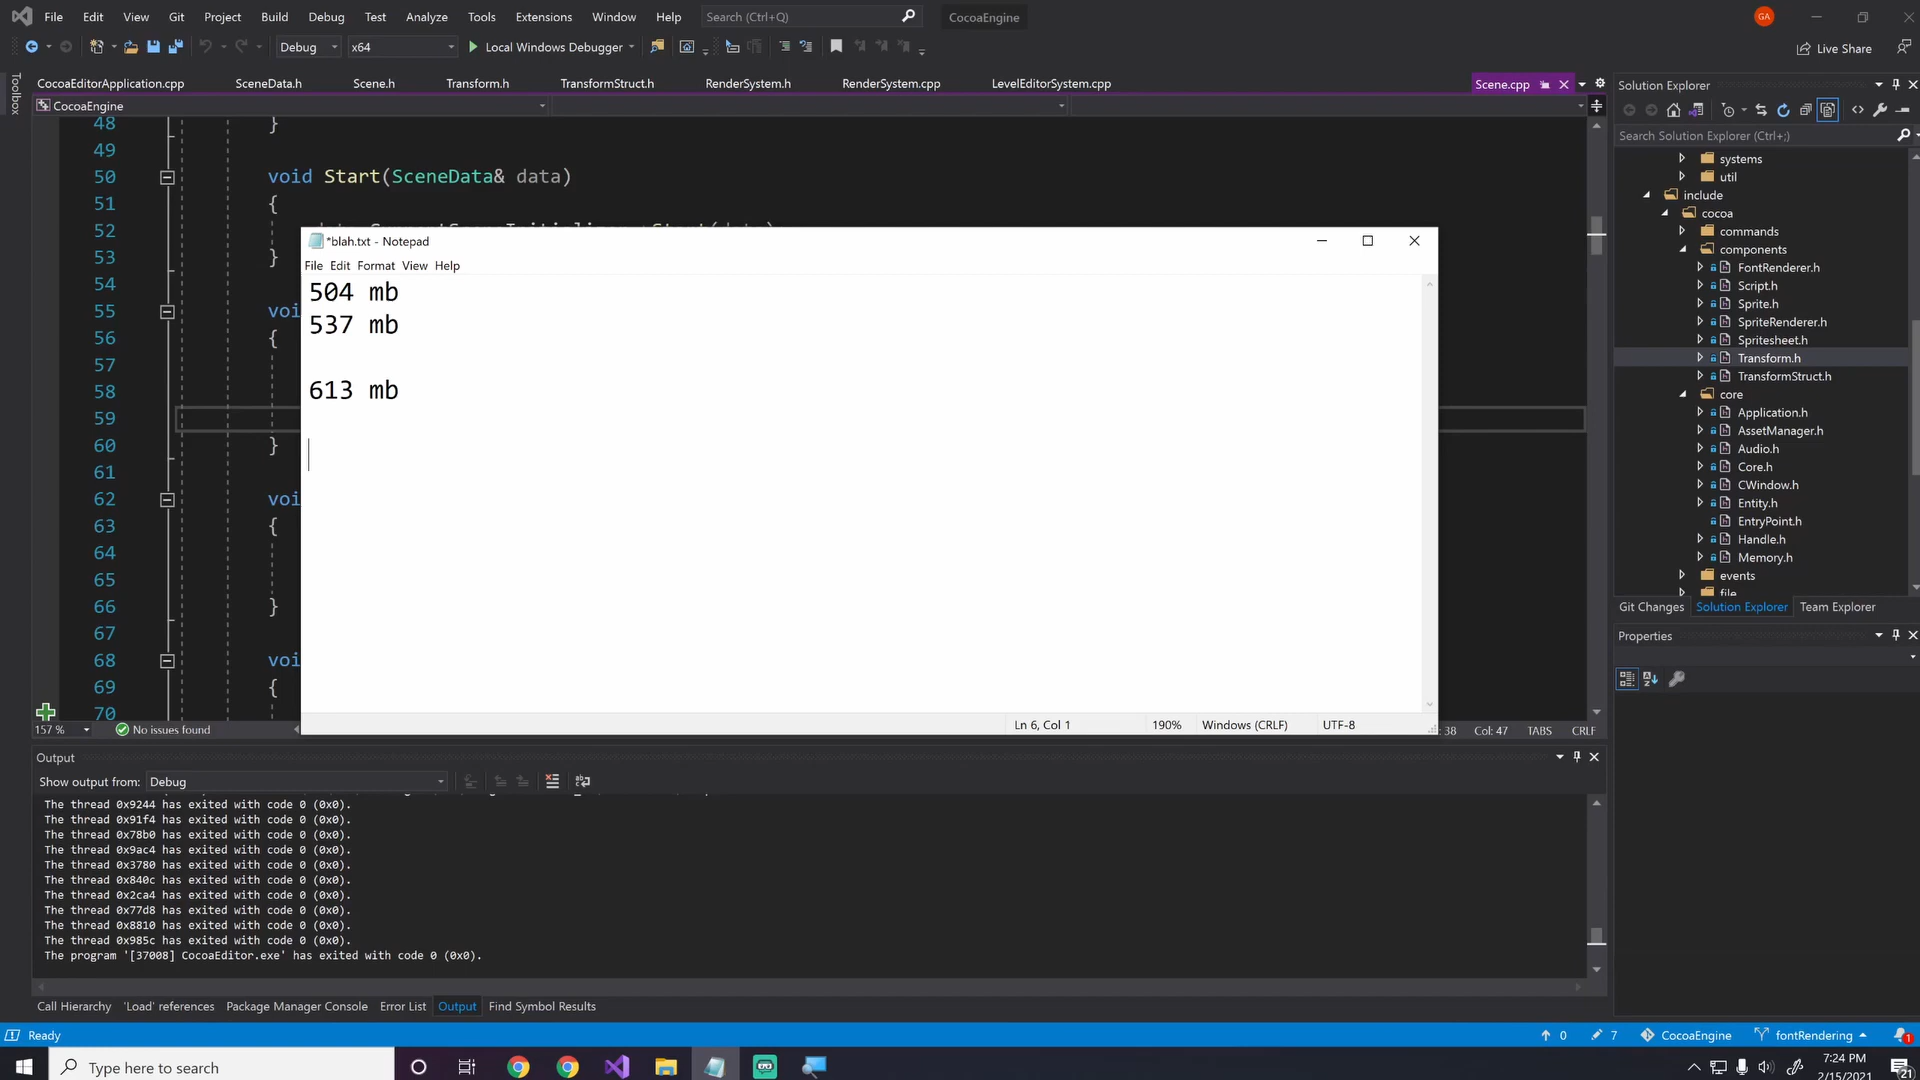 File Edit View Git Project Build Debug Test Analyze Tools Extensions Window Help Search (Ctrl+Q) CocoaEngine GA
Debug x64 Local Windows Debugger Live Share
Toolbox
CocoaEditorApplication.cpp SceneData.h Scene.h Transform.h TransformStruct.h RenderSystem.h RenderSystem.cpp LevelEditorSystem.cpp Scene.cpp
CocoaEngine
48 }
49
50 void Start(SceneData& data)
51 {
52
53 }
54
55 voi
56 {
57
58
59
60 }
61
62 voi
63 {
64
65
66 }
67
68 voi
69 {
70
*blah.txt - Notepad
File Edit Format View Help
504 mb
537 mb
613 mb
Ln 6, Col 1 190% Windows (CRLF) UTF-8
157 % No issues found
38 Col: 47 TABS CRLF
Output
Show output from: Debug
The thread 0x9244 has exited with code 0 (0x0).
The thread 0x91f4 has exited with code 0 (0x0).
The thread 0x78b0 has exited with code 0 (0x0).
The thread 0x9ac4 has exited with code 0 (0x0).
The thread 0x3780 has exited with code 0 (0x0).
The thread 0x840c has exited with code 0 (0x0).
The thread 0x2ca4 has exited with code 0 (0x0).
The thread 0x77d8 has exited with code 0 (0x0).
The thread 0x8810 has exited with code 0 (0x0).
The thread 0x985c has exited with code 0 (0x0).
The program '[37008] CocoaEditor.exe' has exited with code 0 (0x0).
Call Hierarchy 'Load' references Package Manager Console Error List Output Find Symbol Results
Solution Explorer
Search Solution Explorer (Ctrl+;)
systems
util
include
cocoa
commands
components
FontRenderer.h
Script.h
Sprite.h
SpriteRenderer.h
Spritesheet.h
Transform.h
TransformStruct.h
core
Application.h
AssetManager.h
Audio.h
Core.h
CWindow.h
Entity.h
EntryPoint.h
Handle.h
Memory.h
events
file
Git Changes Solution Explorer Team Explorer
Properties
Ready 0 7 CocoaEngine fontRendering 1
Type here to search
7:24 PM
2/15/2021
21